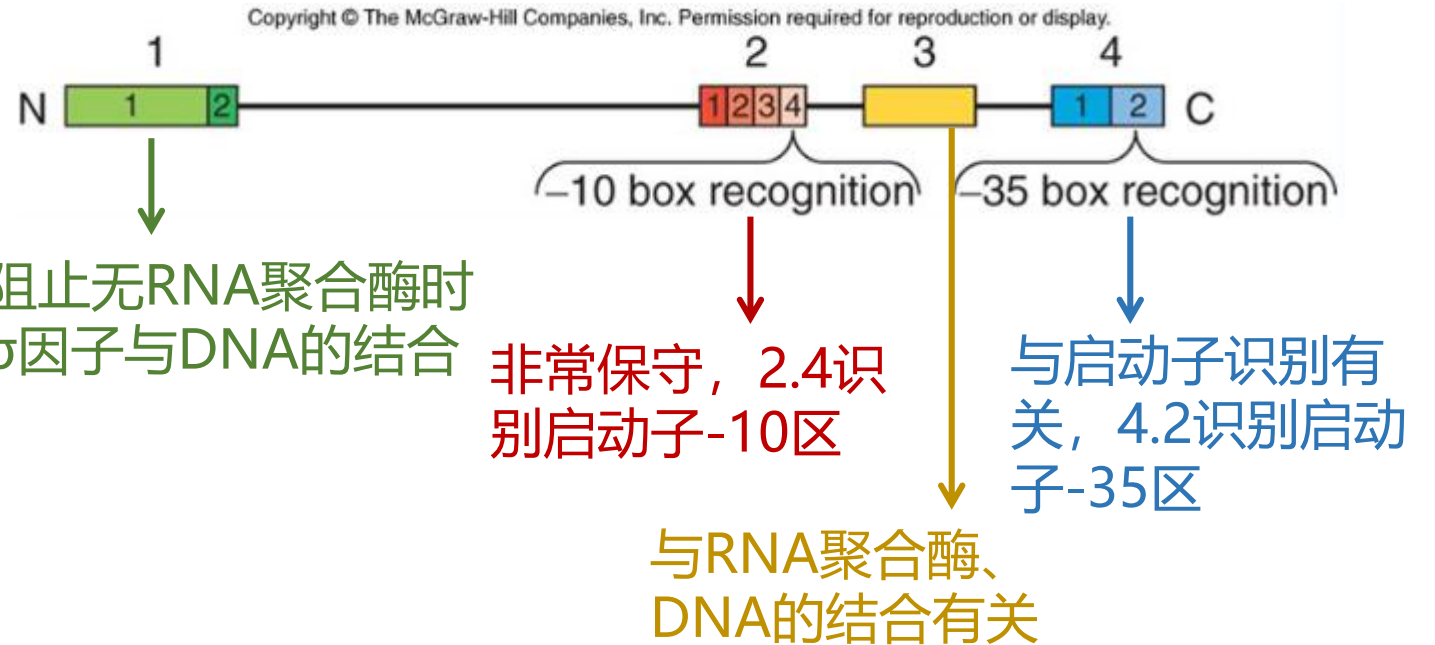 Copyright © The McGraw-Hill Companies, Inc. Permission required for reproduction or display.
1 2 3 4
N 1 2 1 2 3 4 1 2 C
–10 box recognition –35 box recognition
阻止无RNA聚合酶时
σ因子与DNA的结合
非常保守，2.4识
别启动子-10区
与启动子识别有
关，4.2识别启动
子-35区
与RNA聚合酶、
DNA的结合有关